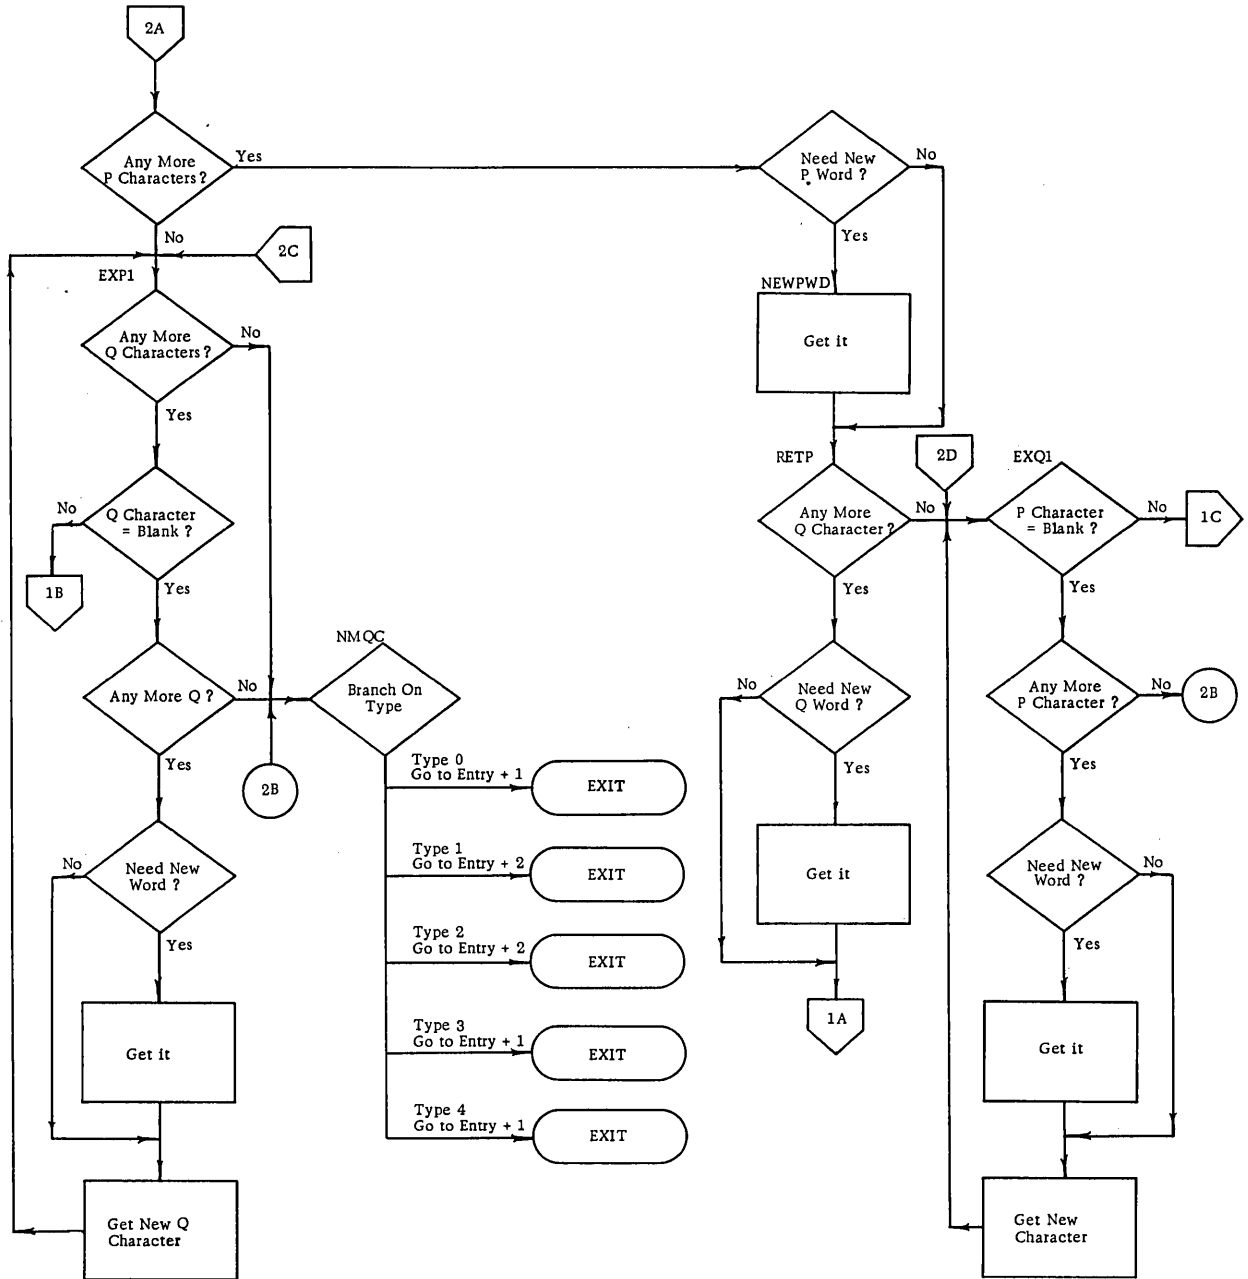 2A
Any More
P Characters?
Yes
No
2C
EXP1
Any More
Q Characters?
No
Yes
Q Character
= Blank ?
No
1B
Yes
Any More Q ?
No
Yes
2B
NMQC
Branch On
Type
Type 0
Go to Entry + 1
EXIT
Type 1
Go to Entry + 2
EXIT
Type 2
Go to Entry + 2
EXIT
Type 3
Go to Entry + 1
EXIT
Type 4
Go to Entry + 1
EXIT
Need New
Word ?
No
Yes
Get it
Get New Q
Character
Need New
P Word ?
No
Yes
NEWPWD
Get it
RETP
Any More
Q Character?
No
Yes
Need New
Q Word ?
No
Yes
Get it
1A
2D
EXQ1
P Character
= Blank ?
No
1C
Yes
Any More
P Character ?
No
2B
Yes
Need New
Word ?
No
Yes
Get it
Get New
Character